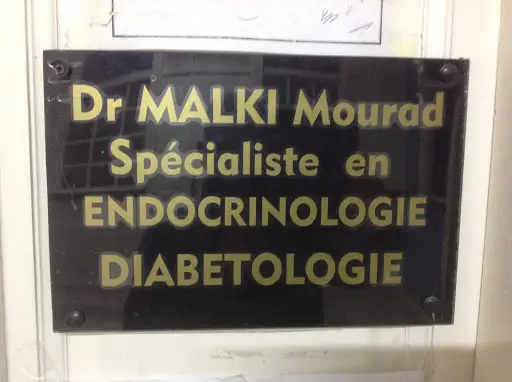 Dr MALKI Mourad
Spécialiste en
ENDOCRINOLOGIE
DIABETOLOGIE